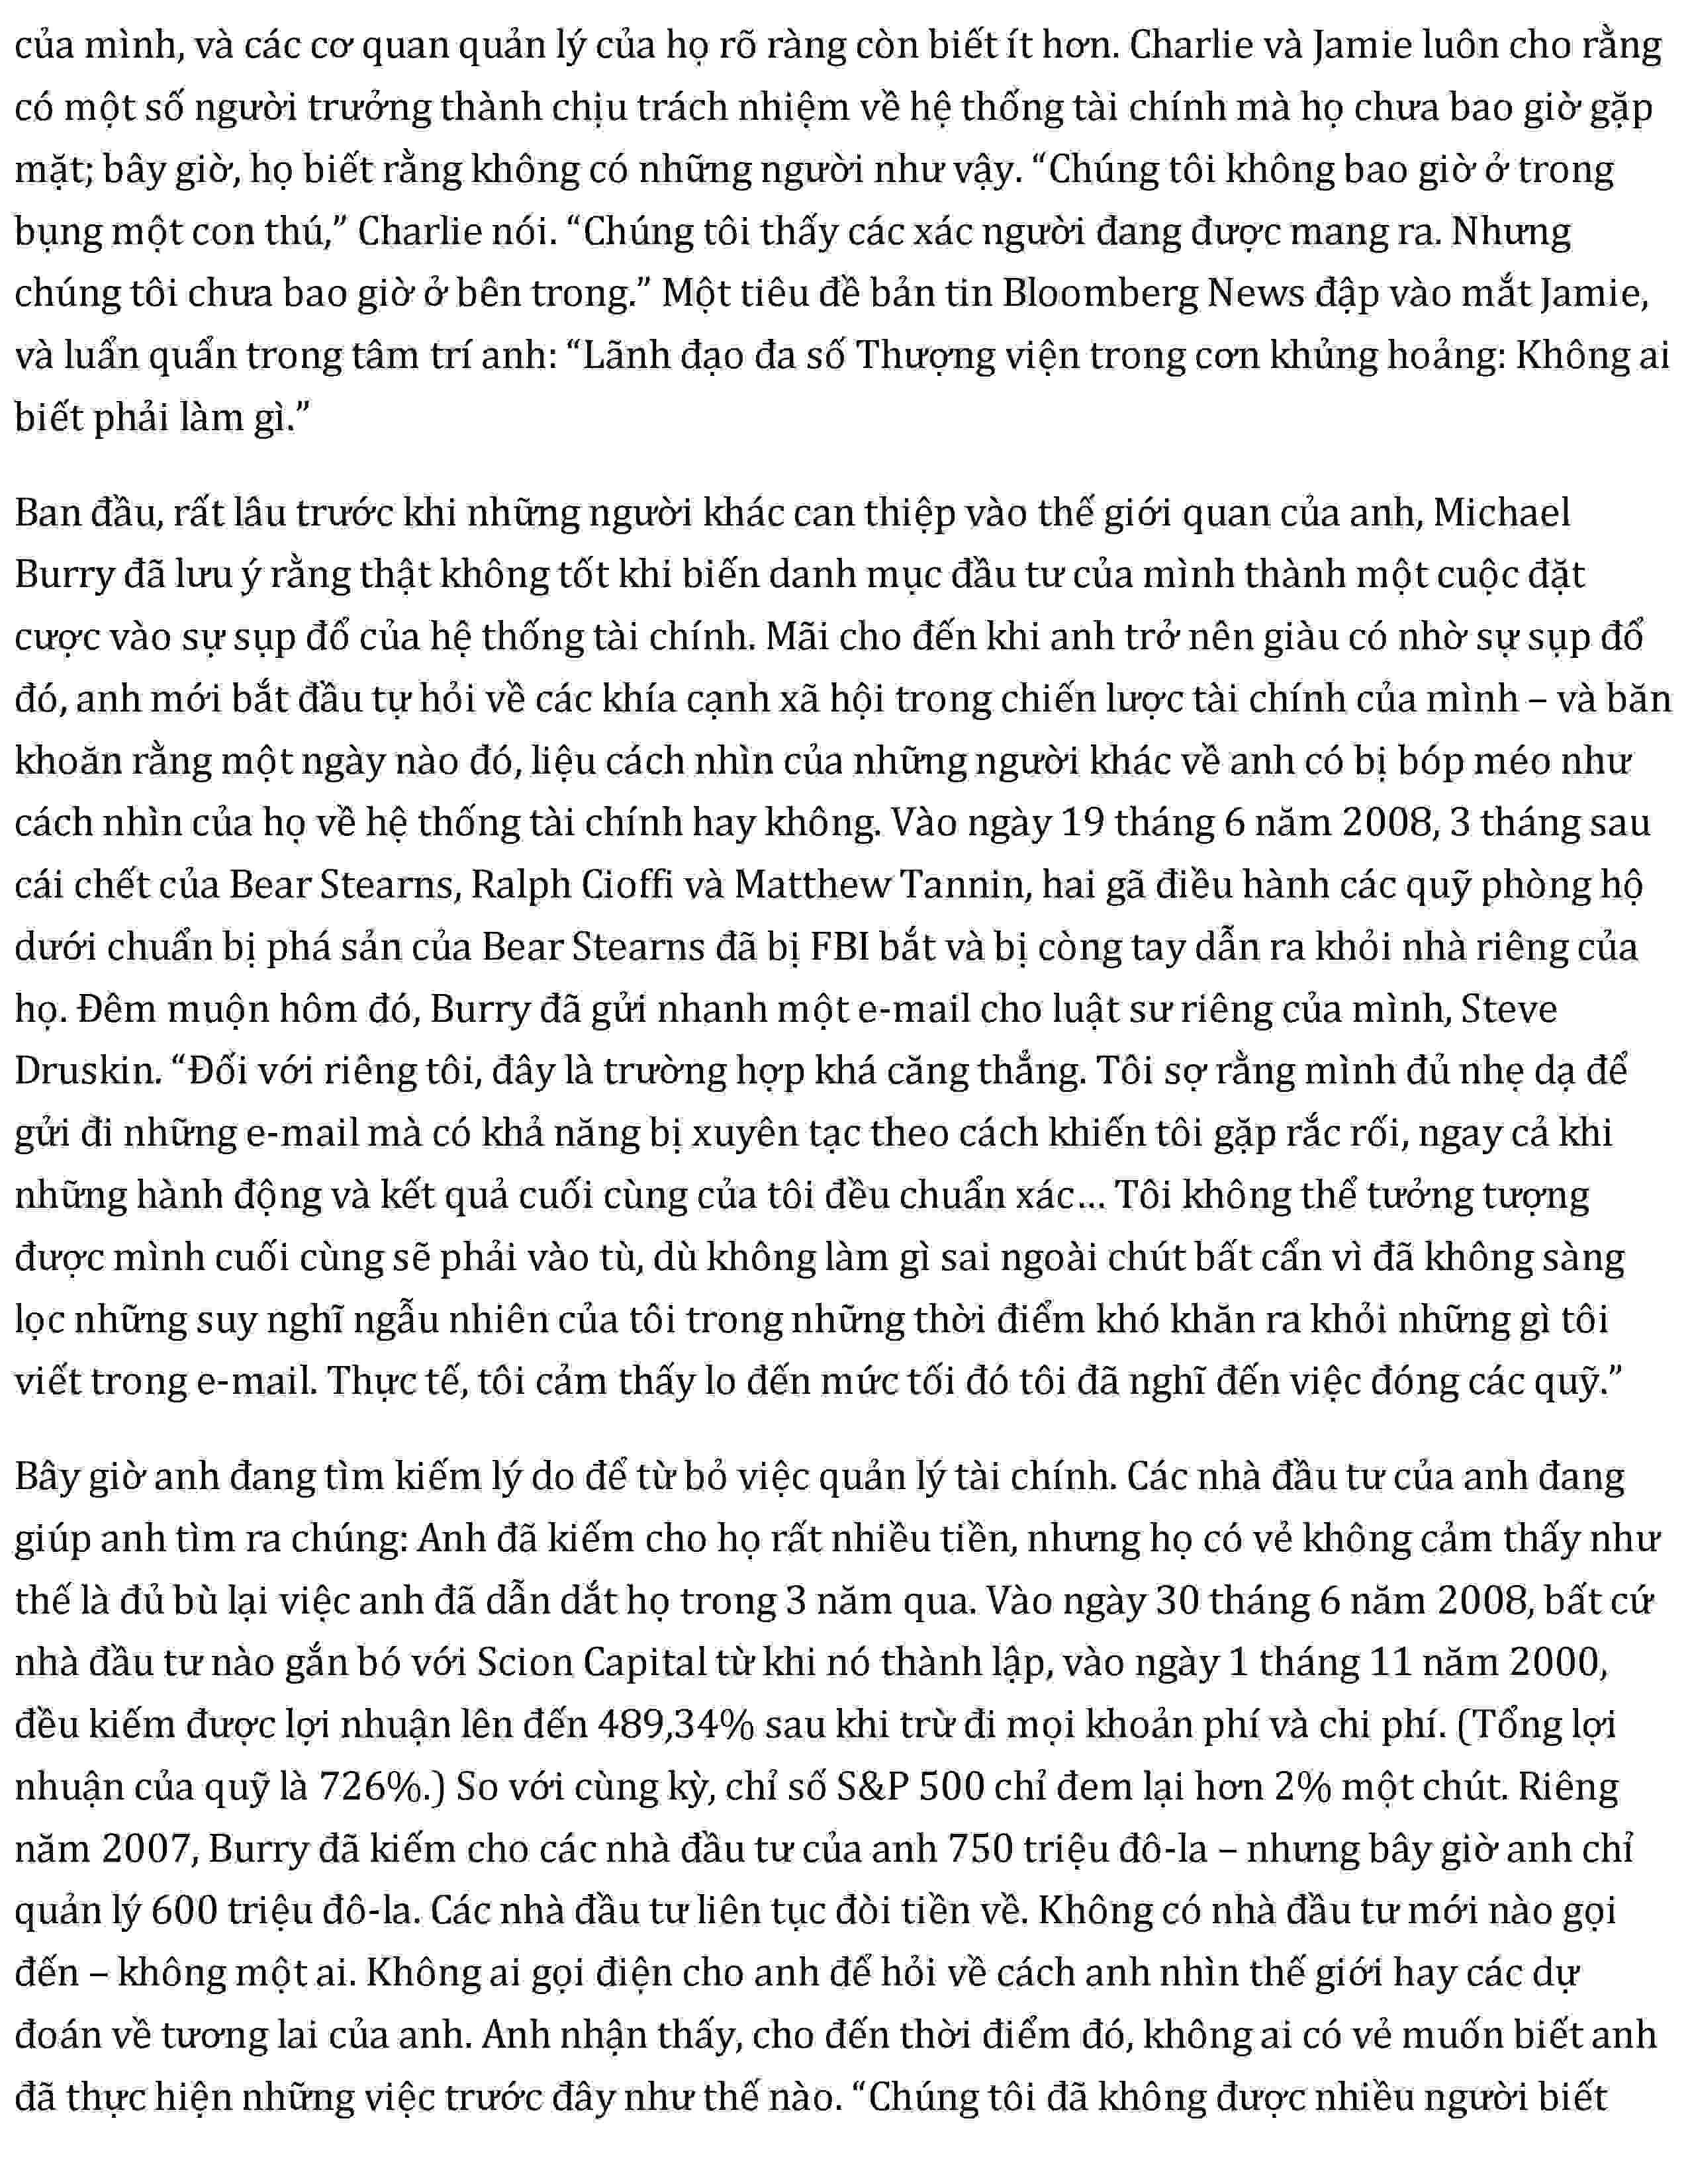 của mình, và các cơ quan quản lý của họ rõ ràng còn biết ít hơn. Charlie và Jamie luôn cho rằng
có một số người trưởng thành chịu trách nhiệm về hệ thống tài chính mà họ chưa bao giờ gặp
mặt; bây giờ, họ biết rằng không có những người như vậy. “Chúng tôi không bao giờ ở trong
bụng một con thú,” Charlie nói. “Chúng tôi thấy các xác người đang được mang ra. Nhưng
chúng tôi chưa bao giờ ở bên trong.” Một tiêu đề bản tin Bloomberg News đập vào mắt Jamie,
và luẩn quẩn trong tâm trí anh: “Lãnh đạo đa số Thượng viện trong cơn khủng hoảng: Không ai
biết phải làm gì.”
Ban đầu, rất lâu trước khi những người khác can thiệp vào thế giới quan của anh, Michael
Burry đã lưu ý rằng thật không tốt khi biến danh mục đầu tư của mình thành một cuộc đặt
cược vào sự sụp đổ của hệ thống tài chính. Mãi cho đến khi anh trở nên giàu có nhờ sự sụp đổ
đó, anh mới bắt đầu tự hỏi về các khía cạnh xã hội trong chiến lược tài chính của mình – và băn
khoăn rằng một ngày nào đó, liệu cách nhìn của những người khác về anh có bị bóp méo như
cách nhìn của họ về hệ thống tài chính hay không. Vào ngày 19 tháng 6 năm 2008, 3 tháng sau
cái chết của Bear Stearns, Ralph Cioffi và Matthew Tannin, hai gã điều hành các quỹ phòng hộ
dưới chuẩn bị phá sản của Bear Stearns đã bị FBI bắt và bị còng tay dẫn ra khỏi nhà riêng của
họ. Đêm muộn hôm đó, Burry đã gửi nhanh một e-mail cho luật sư riêng của mình, Steve
Druskin. “Đối với riêng tôi, đây là trường hợp khá căng thẳng. Tôi sợ rằng mình đủ nhẹ dạ để
gửi đi những e-mail mà có khả năng bị xuyên tạc theo cách khiến tôi gặp rắc rối, ngay cả khi
những hành động và kết quả cuối cùng của tôi đều chuẩn xác... Tôi không thể tưởng tượng
được mình cuối cùng sẽ phải vào tù, dù không làm gì sai ngoài chút bất cẩn vì đã không sàng
lọc những suy nghĩ ngẫu nhiên của tôi trong những thời điểm khó khăn ra khỏi những gì tôi
viết trong e-mail. Thực tế, tôi cảm thấy lo đến mức tối đó tôi đã nghĩ đến việc đóng các quỹ.”
Bây giờ anh đang tìm kiếm lý do để từ bỏ việc quản lý tài chính. Các nhà đầu tư của anh đang
giúp anh tìm ra chúng: Anh đã kiếm cho họ rất nhiều tiền, nhưng họ có vẻ không cảm thấy như
thế là đủ bù lại việc anh đã dẫn dắt họ trong 3 năm qua. Vào ngày 30 tháng 6 năm 2008, bất cứ
nhà đầu tư nào gắn bó với Scion Capital từ khi nó thành lập, vào ngày 1 tháng 11 năm 2000,
đều kiếm được lợi nhuận lên đến 489,34% sau khi trừ đi mọi khoản phí và chi phí. (Tổng lợi
nhuận của quỹ là 726%.) So với cùng kỳ, chỉ số S&P 500 chỉ đem lại hơn 2% một chút. Riêng
năm 2007, Burry đã kiếm cho các nhà đầu tư của anh 750 triệu đô-la – nhưng bây giờ anh chỉ
quản lý 600 triệu đô-la. Các nhà đầu tư liên tục đòi tiền về. Không có nhà đầu tư mới nào gọi
đến – không một ai. Không ai gọi điện cho anh để hỏi về cách anh nhìn thế giới hay các dự
đoán về tương lai của anh. Anh nhận thấy, cho đến thời điểm đó, không ai có vẻ muốn biết anh
đã thực hiện những việc trước đây như thế nào. “Chúng tôi đã không được nhiều người biết